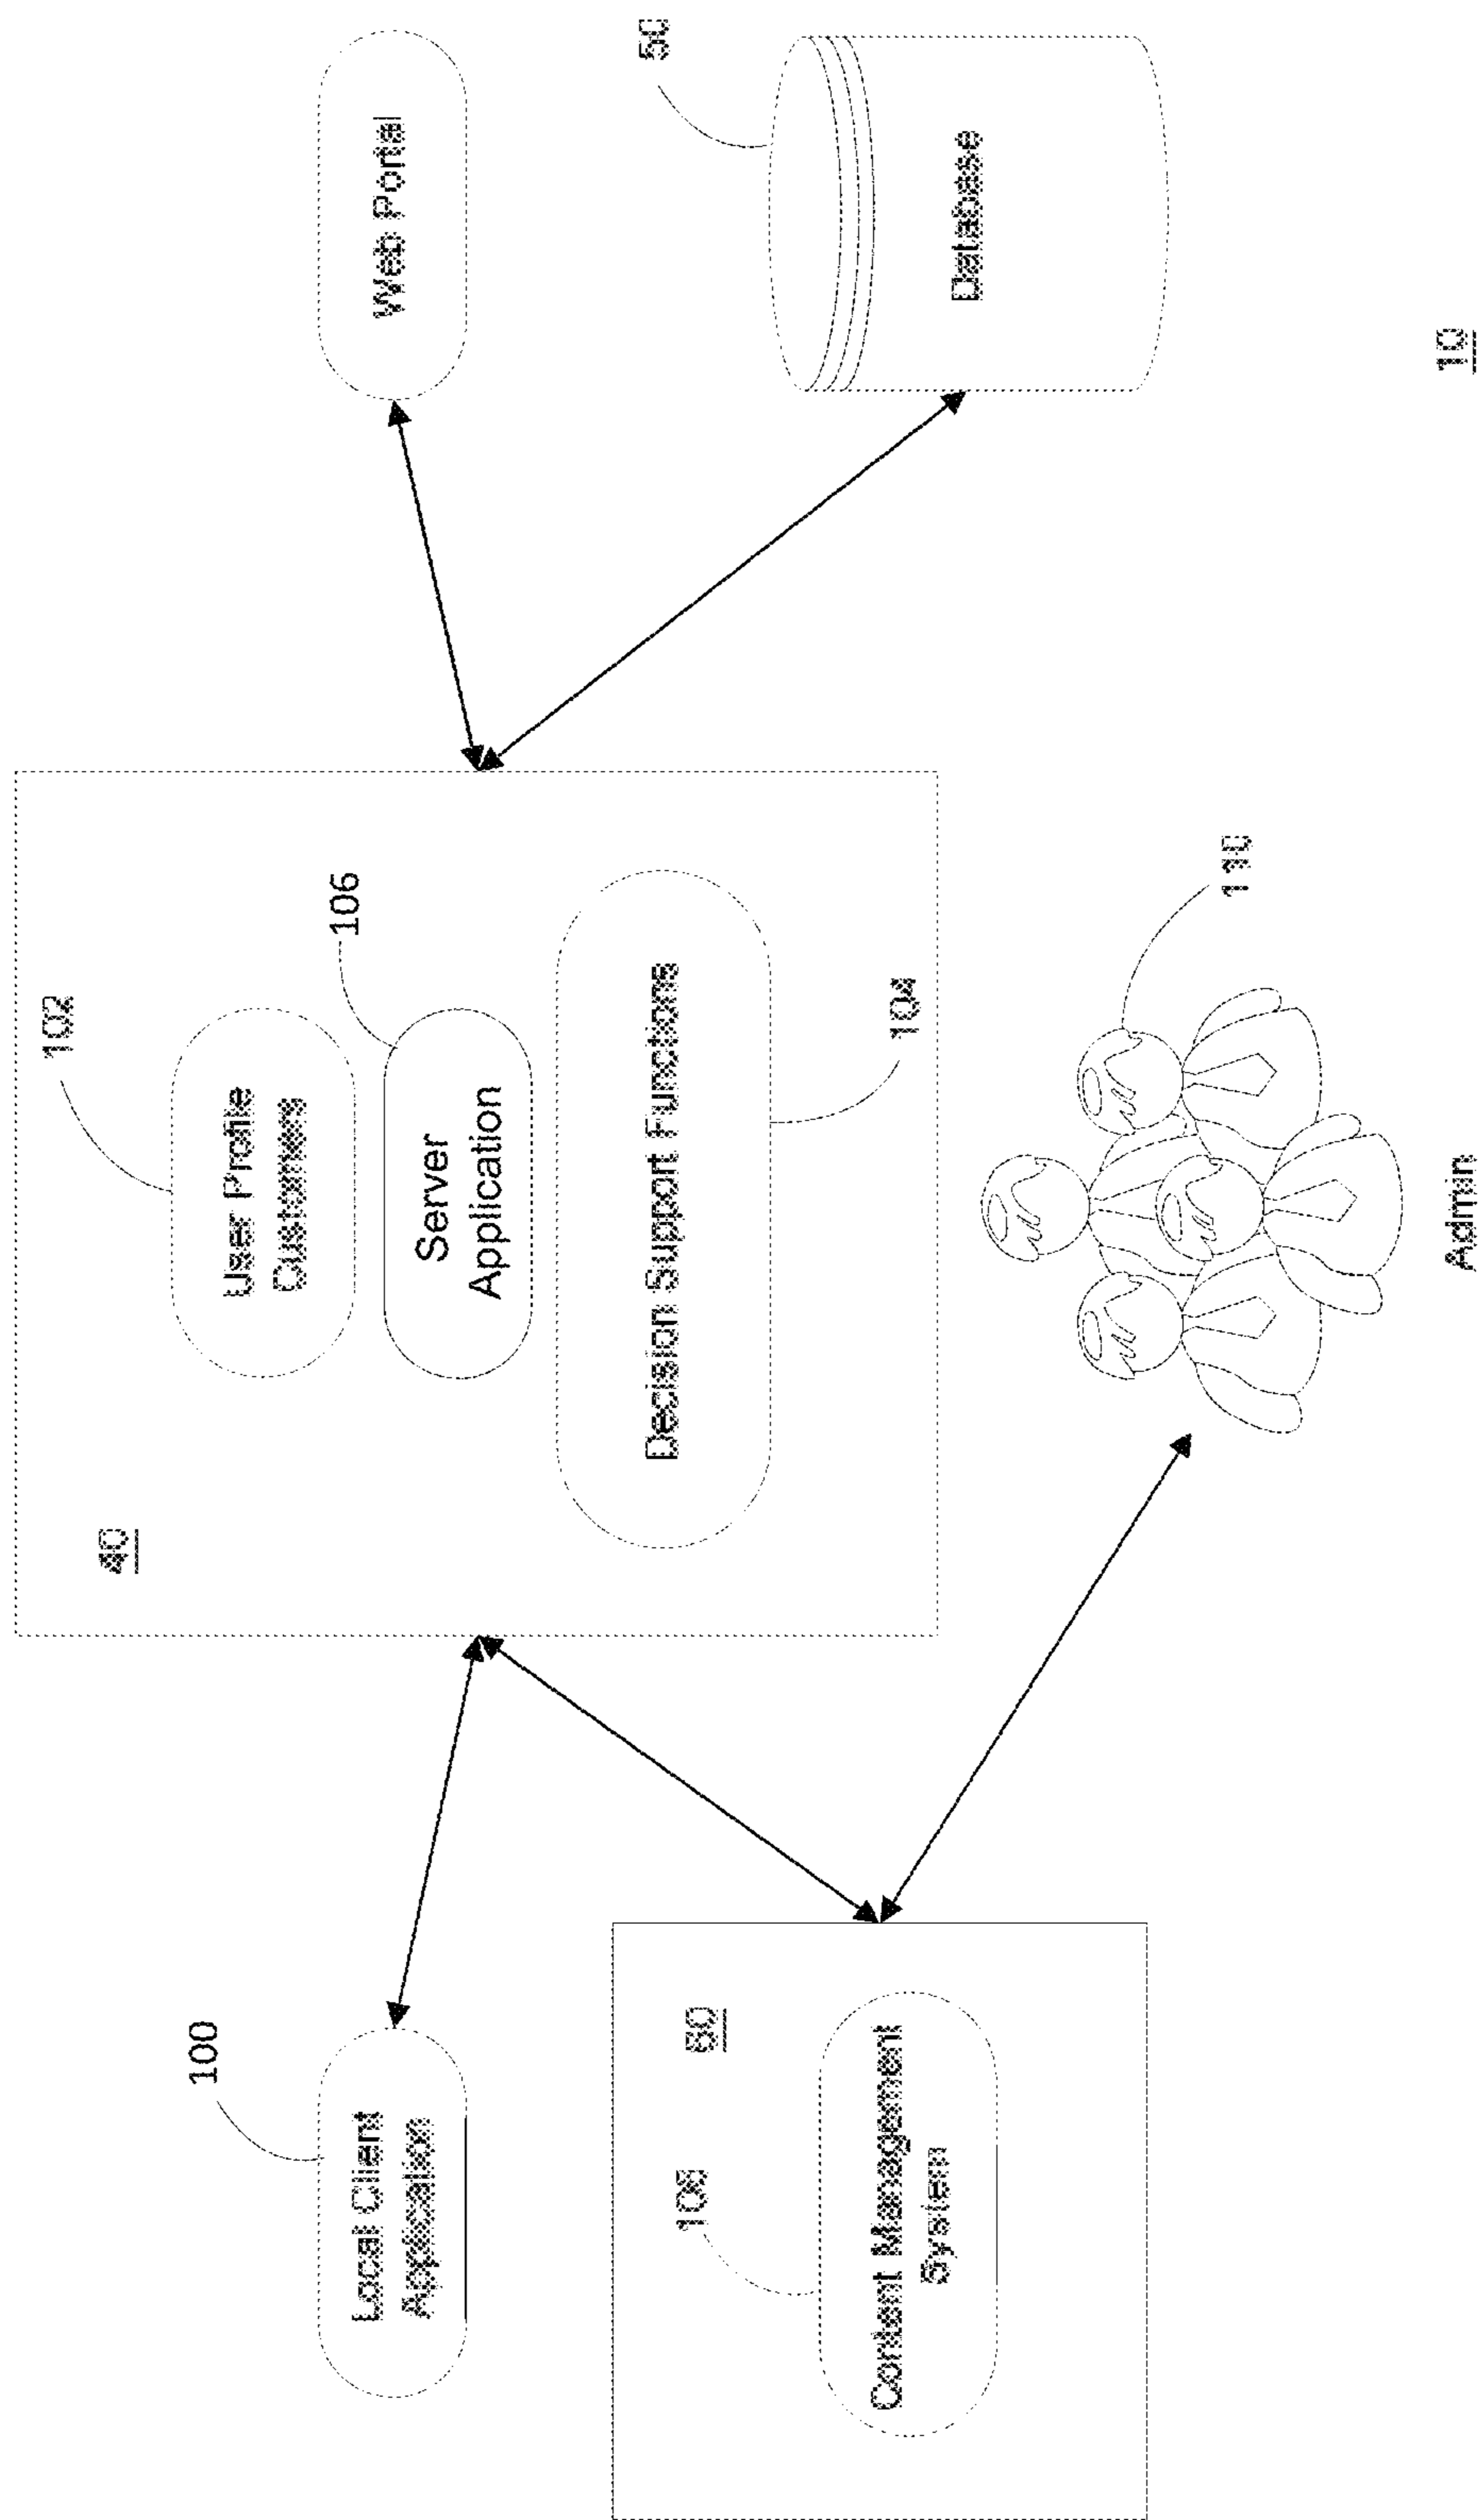 100
Local Client
Application
108
Content Management
System
40
102
User Profile
Customers
106
Server
Application
Decision Support Functions
104
110
Admin
Web Portal
50
Database
10